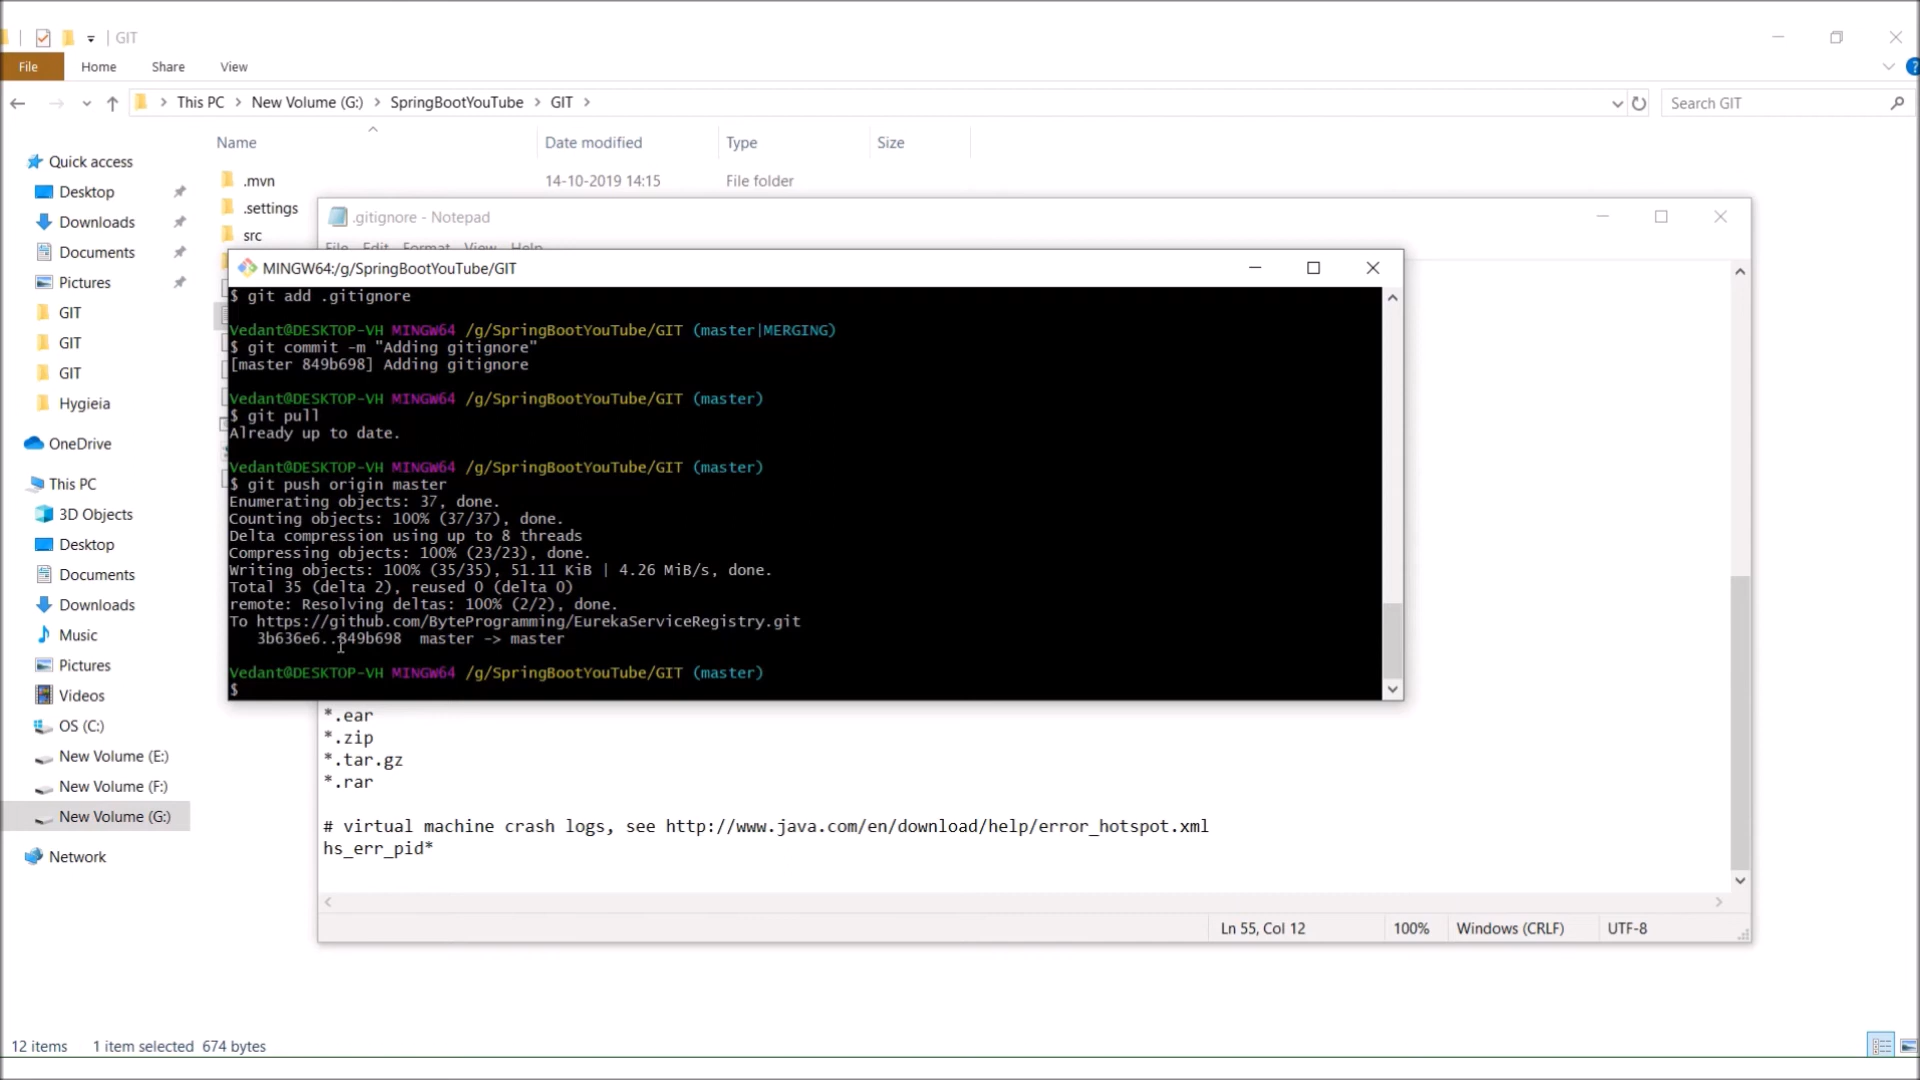 GIT
File Home Share View
This PC New Volume (G:) SpringBootYouTube GIT
Search GIT
Name Date modified Type Size
Quick access
Desktop
Downloads
Documents
Pictures
GIT
GIT
GIT
Hygieia
OneDrive
This PC
3D Objects
Desktop
Documents
Downloads
Music
Pictures
Videos
OS (C:)
New Volume (E:)
New Volume (F:)
New Volume (G:)
Network
.mvn 14-10-2019 14:15 File folder
.settings
src
.gitignore - Notepad
File Edit Format View Help
MINGW64:/g/SpringBootYouTube/GIT
$ git add .gitignore
Vedant@DESKTOP-VH MINGW64 /g/SpringBootYouTube/GIT (master|MERGING)
$ git commit -m "Adding gitignore"
[master 849b698] Adding gitignore
Vedant@DESKTOP-VH MINGW64 /g/SpringBootYouTube/GIT (master)
$ git pull
Already up to date.
Vedant@DESKTOP-VH MINGW64 /g/SpringBootYouTube/GIT (master)
$ git push origin master
Enumerating objects: 37, done.
Counting objects: 100% (37/37), done.
Delta compression using up to 8 threads
Compressing objects: 100% (23/23), done.
Writing objects: 100% (35/35), 51.11 KiB | 4.26 MiB/s, done.
Total 35 (delta 2), reused 0 (delta 0)
remote: Resolving deltas: 100% (2/2), done.
To https://github.com/ByteProgramming/EurekaServiceRegistry.git
3b636e6..849b698 master -> master
Vedant@DESKTOP-VH MINGW64 /g/SpringBootYouTube/GIT (master)
$
*.ear
*.zip
*.tar.gz
*.rar
# virtual machine crash logs, see http://www.java.com/en/download/help/error_hotspot.xml
hs_err_pid*
Ln 55, Col 12 100% Windows (CRLF) UTF-8
12 items 1 item selected 674 bytes